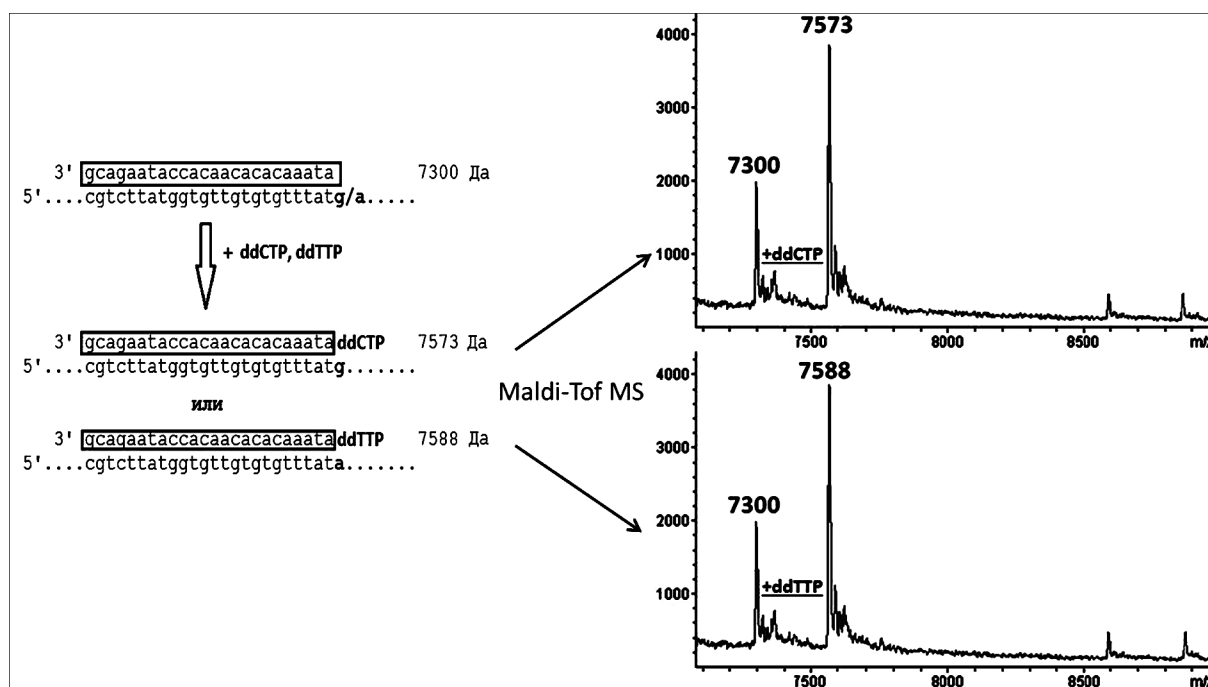 3' gcagaataccacaacacacaaata 7300 Да
5'....cgtcttatggtgttgtgtgtttatg/a.....
+ ddCTP, ddTTP
3' gcagaataccacaacacacaaataddCTP 7573 Да
5'....cgtcttatggtgttgtgtgtttatg.......
или
3' gcagaataccacaacacacaaataddTTP 7588 Да
5'....cgtcttatggtgttgtgtgtttata.......
Maldi-Tof MS
7573
4000
3000
7300
2000
+ddCTP
1000
7500 8000 8500 m/z
7588
4000
3000
7300
2000
+ddTTP
1000
7500 8000 8500 m/z